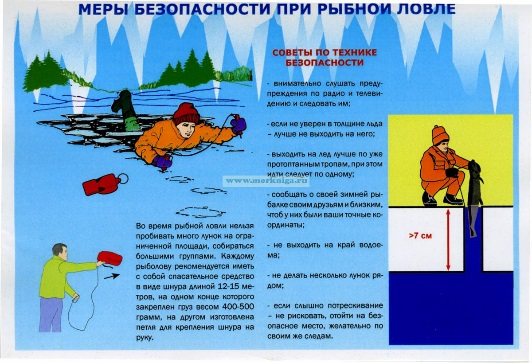 МЕРЫ БЕЗОПАСНОСТИ ПРИ РЫБНОЙ ЛОВЛЕ
СОВЕТЫ ПО ТЕХНИКЕ
БЕЗОПАСНОСТИ
- внимательно слушать преду-
преждения по радио и телеви-
дению и следовать им;
- если не уверен в толщине льда
– лучше не выходить на него;
- выходить на лед лучше по уже
протоптанным тропам, при этом
идти следует по одному;
- сообщать о своей зимней ры-
балке своим друзьям и близким,
чтоб у них были ваши точные ко-
ординаты;
- не выходить на край водое-
ма;
- не делать несколько лунок ря-
дом;
- если слышно потрескивание
– не рисковать, отойти на без-
опасное место, желательно по
своим же следам.
www.morkniga.ru
Во время рыбной ловли нельзя
пробивать много лунок на ог-
раниченной площади, собираться
большими группами. Каждому
рыболову рекомендуется иметь
с собой спасательное средство
в виде шнура длиной 12-15 ме-
тров, на одном конце которого
закреплен груз весом 400-500
грамм, на другом изготовлена
петля для крепления шнура на
руку.
>7 см